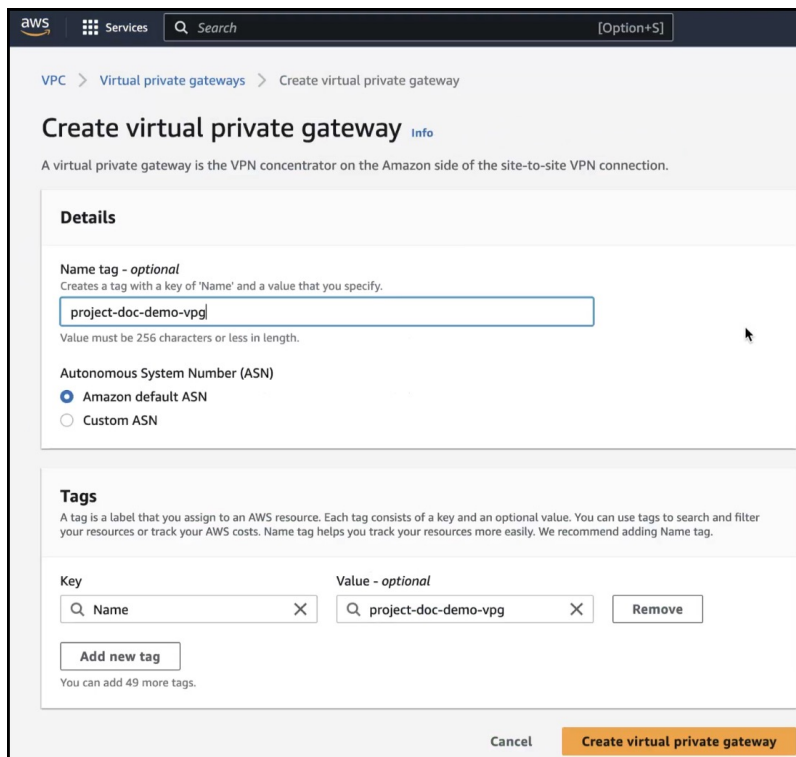 aws
Services
Search
[Option+S]
VPC > Virtual private gateways > Create virtual private gateway
Create virtual private gateway Info
A virtual private gateway is the VPN concentrator on the Amazon side of the site-to-site VPN connection.
Details
Name tag - optional
Creates a tag with a key of 'Name' and a value that you specify.
project-doc-demo-vpg
Value must be 256 characters or less in length.
Autonomous System Number (ASN)
Amazon default ASN
Custom ASN
Tags
A tag is a label that you assign to an AWS resource. Each tag consists of a key and an optional value. You can use tags to search and filter
your resources or track your AWS costs. Name tag helps you track your resources more easily. We recommend adding Name tag.
Key
Value - optional
Name
project-doc-demo-vpg
Remove
Add new tag
You can add 49 more tags.
Cancel
Create virtual private gateway